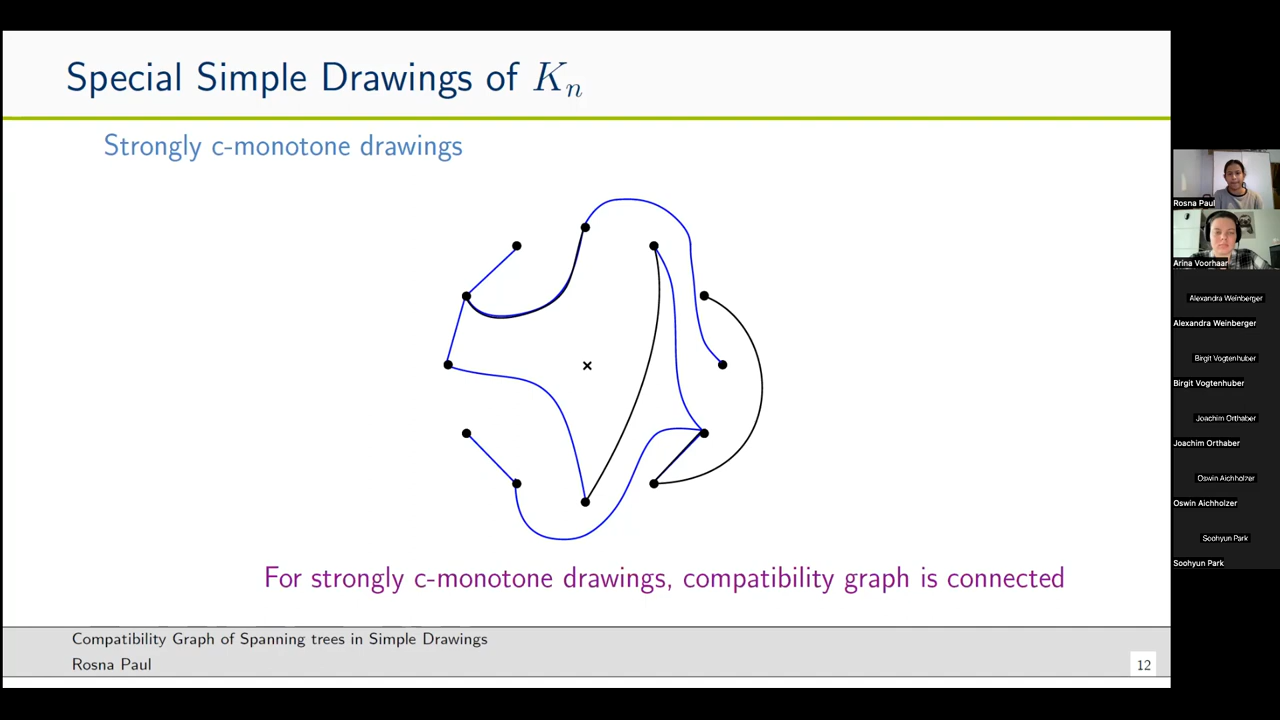 Special Simple Drawings of Kn
Strongly c-monotone drawings
For strongly c-monotone drawings, compatibility graph is connected
Compatibility Graph of Spanning trees in Simple Drawings
Rosna Paul
12
Rosna Paul
Arina Voorhaar
Alexandra Weinberger
Alexandra Weinberger
Birgit Vogtenhuber
Birgit Vogtenhuber
Joachim Orthaber
Joachim Orthaber
Oswin Aichholzer
Oswin Aichholzer
Soohyun Park
Soohyun Park